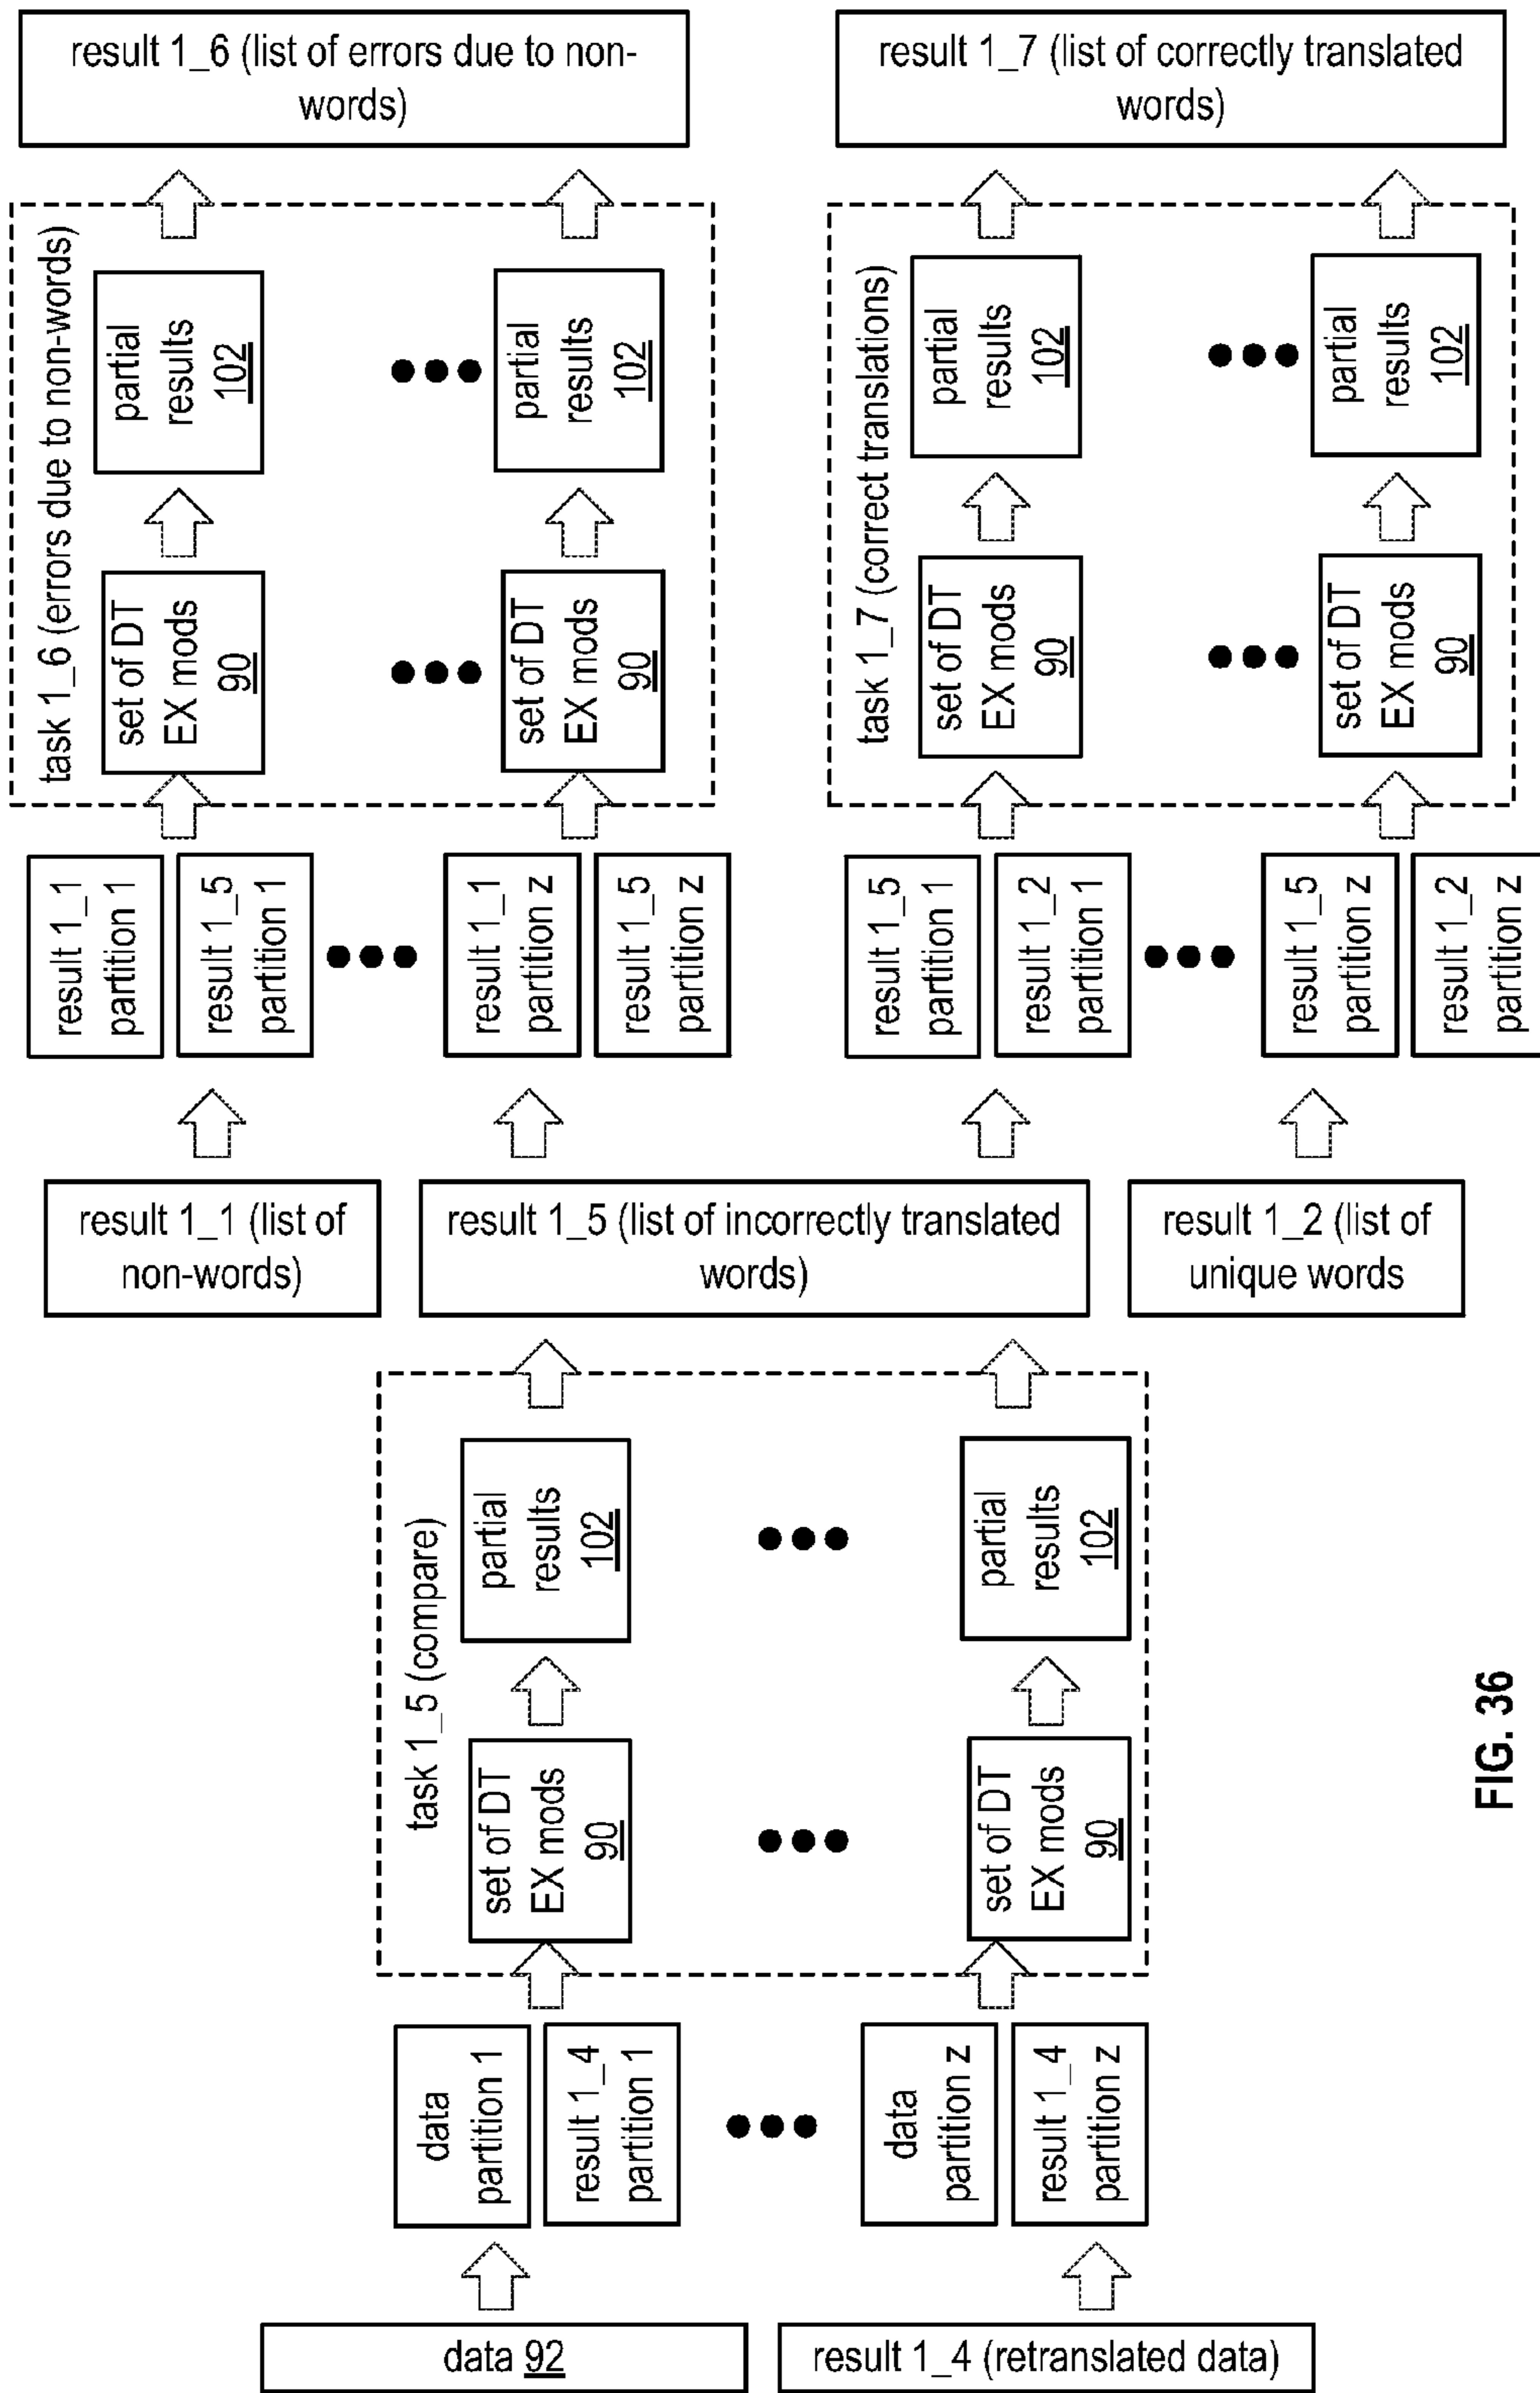 data 92
result 1_4 (retranslated data)
data
partition 1
result 1_4
partition 1
data
partition z
result 1_4
partition z
task 1_5 (compare)
set of DT
EX mods
90
partial
results
102
set of DT
EX mods
90
partial
results
102
result 1_1 (list of
non-words)
result 1_5 (list of incorrectly translated
words)
result 1_2 (list of
unique words
result 1_1
partition 1
result 1_5
partition 1
result 1_1
partition z
result 1_5
partition z
task 1_6 (errors due to non-words)
set of DT
EX mods
90
partial
results
102
set of DT
EX mods
90
partial
results
102
result 1_6 (list of errors due to non-
words)
result 1_5
partition 1
result 1_2
partition 1
result 1_5
partition z
result 1_2
partition z
task 1_7 (correct translations)
set of DT
EX mods
90
partial
results
102
set of DT
EX mods
90
partial
results
102
result 1_7 (list of correctly translated
words)
FIG. 36